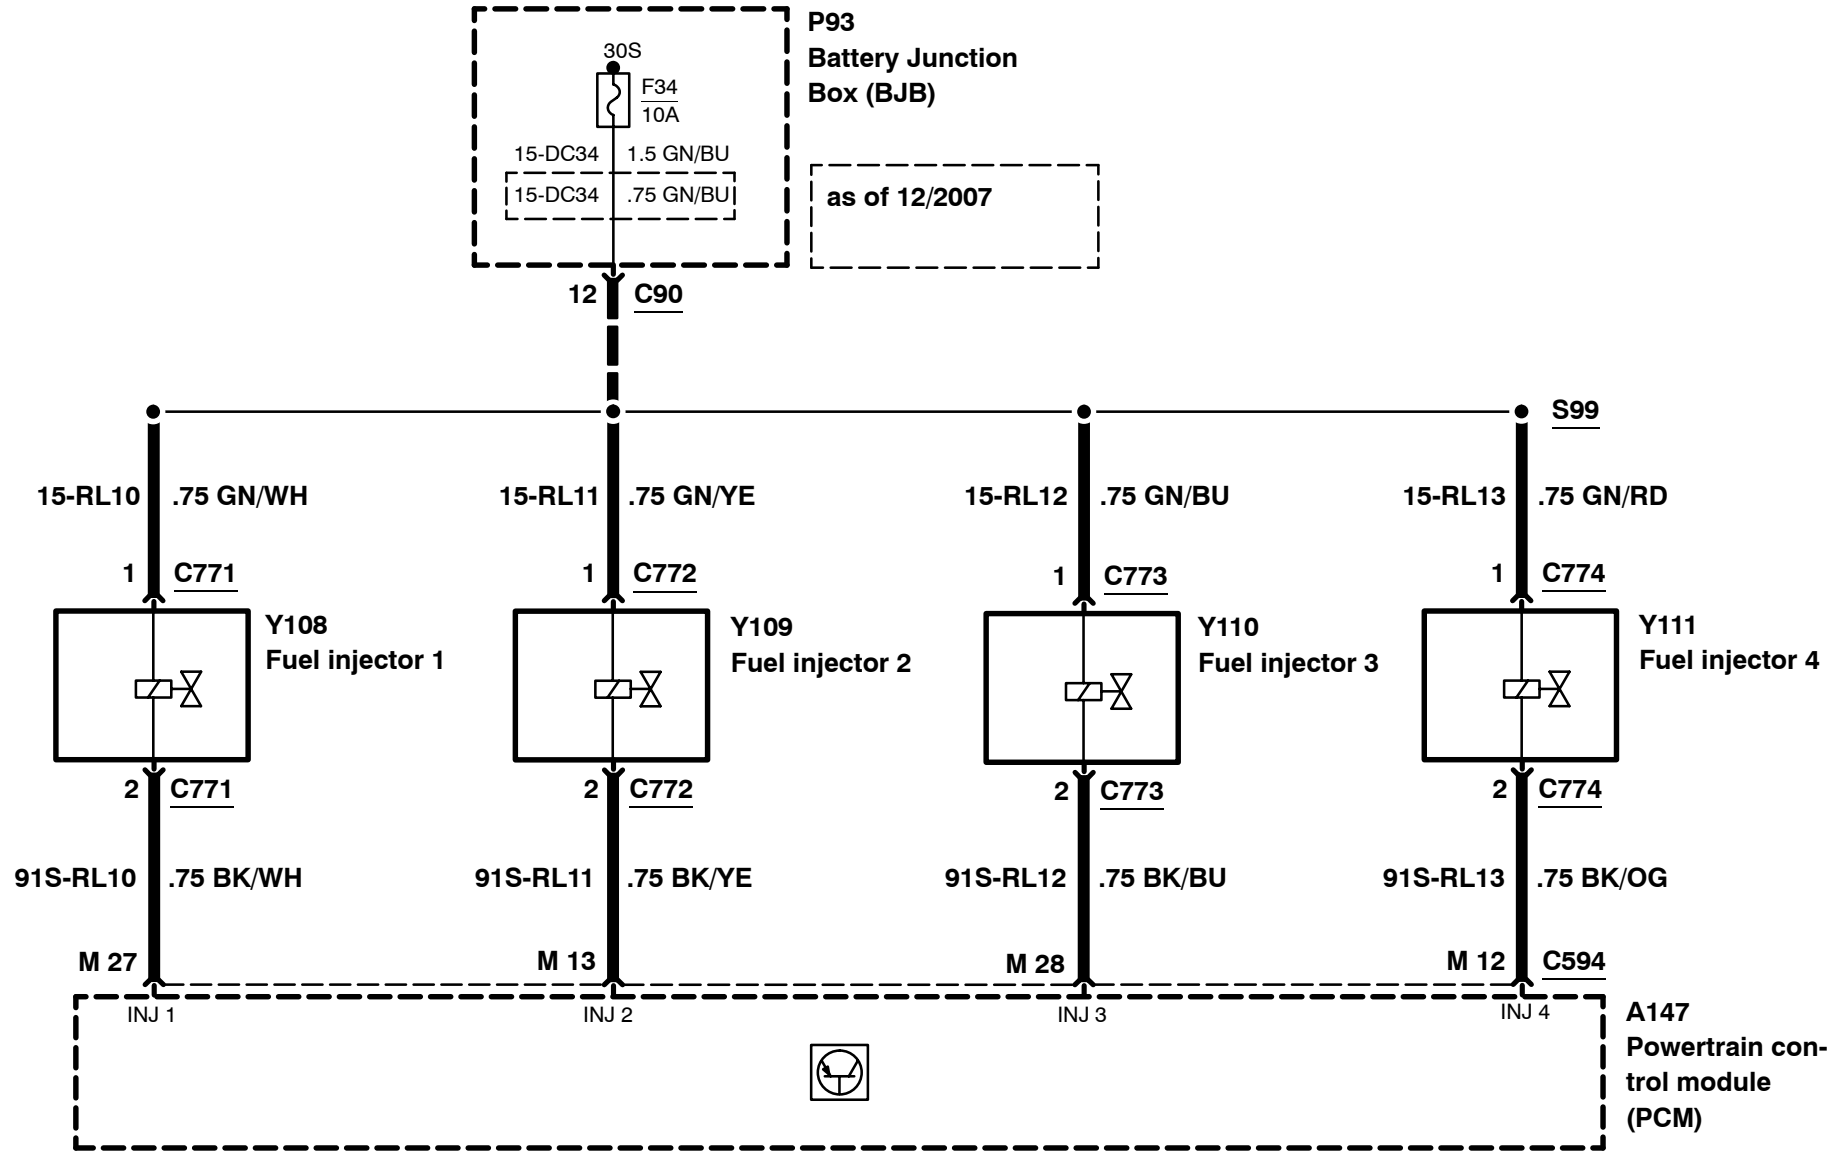 P93
Battery Junction
Box (BJB)
30S
F34
10A
15-DC34 1.5 GN/BU
15-DC34 .75 GN/BU
as of 12/2007
12 C90
S99
15-RL10 .75 GN/WH 15-RL11 .75 GN/YE 15-RL12 .75 GN/BU 15-RL13 .75 GN/RD
1 C771 1 C772 1 C773 1 C774
Y108
Fuel injector 1
Y109
Fuel injector 2
Y110
Fuel injector 3
Y111
Fuel injector 4
2 C771 2 C772 2 C773 2 C774
91S-RL10 .75 BK/WH 91S-RL11 .75 BK/YE 91S-RL12 .75 BK/BU 91S-RL13 .75 BK/OG
M 27 M 13 M 28 M 12 C594
INJ 1 INJ 2 INJ 3 INJ 4
A147
Powertrain con-
trol module
(PCM)